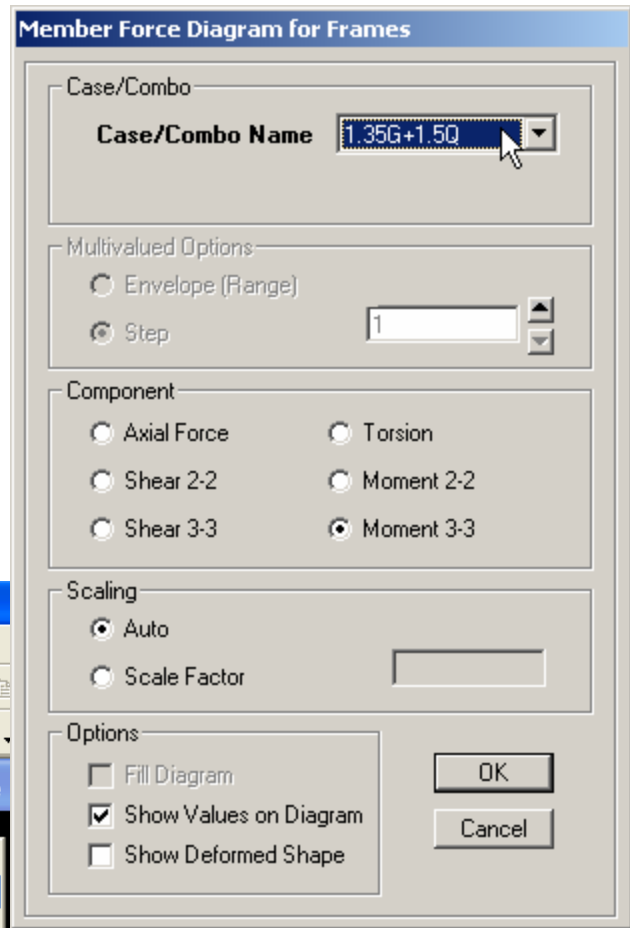 Member Force Diagram for Frames
Case/Combo
Case/Combo Name 1.35G+1.5Q
Multivalued Options
Envelope (Range)
Step 1
Component
Axial Force Torsion
Shear 2-2 Moment 2-2
Shear 3-3 Moment 3-3
Scaling
Auto
Scale Factor
Options
Fill Diagram OK
Show Values on Diagram
Cancel
Show Deformed Shape